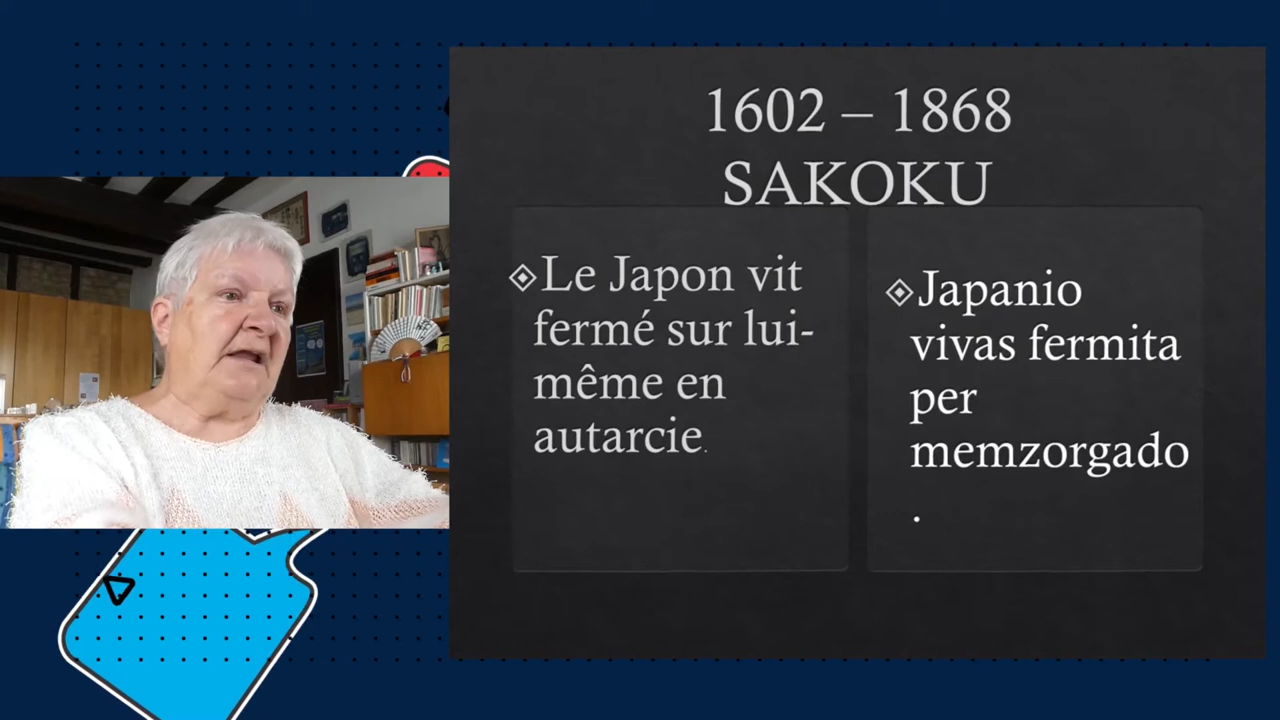 1602 – 1868
SAKOKU
Le Japon vit
fermé sur lui-
même en
autarcie.
Japanio
vivas fermita
per
memzorgado
.